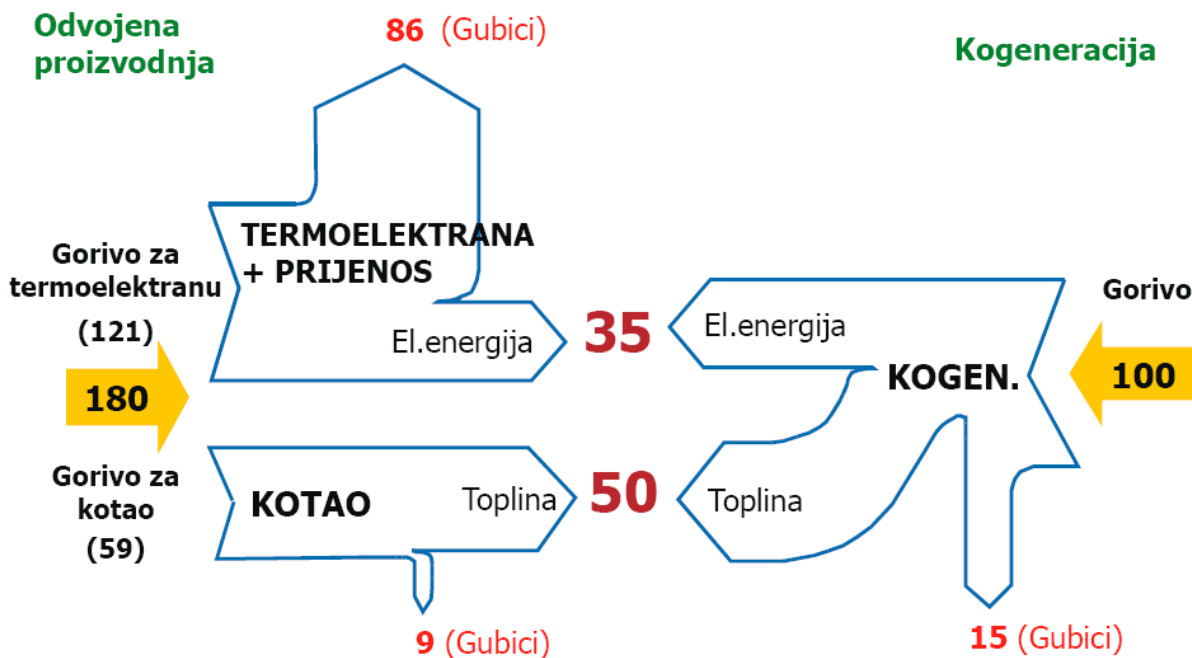 Odvojena
proizvodnja
86 (Gubici)
Kogeneracija
Gorivo za
termoelektranu
(121)
180
Gorivo za
kotao
(59)
TERMOELEKTRANA
+ PRIJENOS
El.energija
35
El.energija
KOGEN.
Gorivo
100
KOTAO
Toplina
50
Toplina
9 (Gubici)
15 (Gubici)